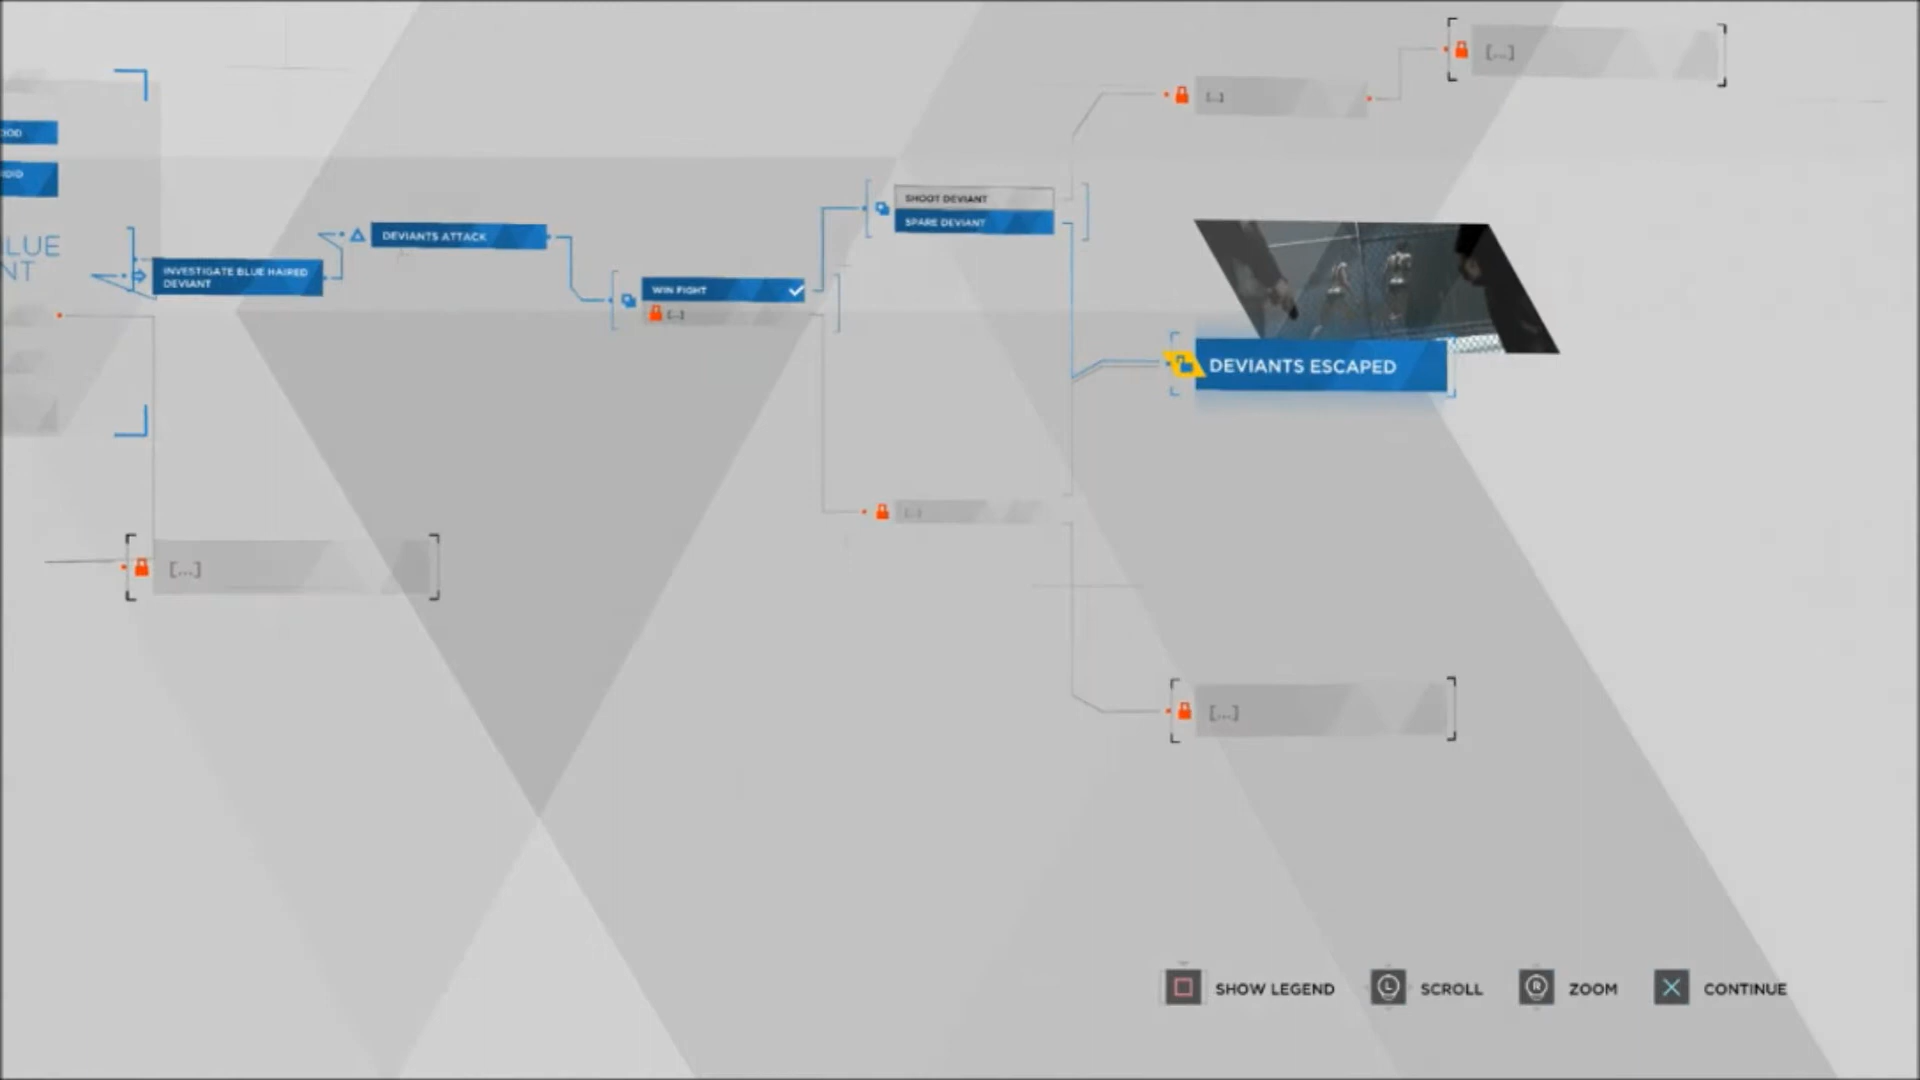 [...]
[...]
SHOOT DEVIANT
SPARE DEVIANT
DEVIANTS ATTACK
BLUE
NT
INVESTIGATE BLUE HAIRED
DEVIANT
WIN FIGHT
[...]
DEVIANTS ESCAPED
[...]
[...]
[...]
SHOW LEGEND
L
SCROLL
R
ZOOM
CONTINUE